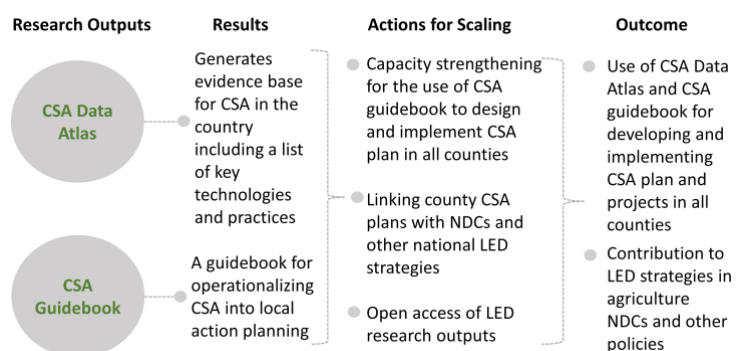 Research Outputs
Results
Actions for Scaling
Outcome
CSA Data
Atlas
Generates
evidence base
for CSA in the
country
including a list
of key
technologies
and practices
CSA
Guidebook
A guidebook for
operationalizing
CSA into local
action planning
Capacity strengthening
for the use of CSA
guidebook to design
and implement CSA
plan in all counties
Linking county CSA
plans with NDCs and
other national LED
strategies
Open access of LED
research outputs
Use of CSA Data
Atlas and CSA
guidebook for
developing and
implementing
CSA plan and
projects in all
counties
Contribution to
LED strategies in
agriculture
NDCs and other
policies